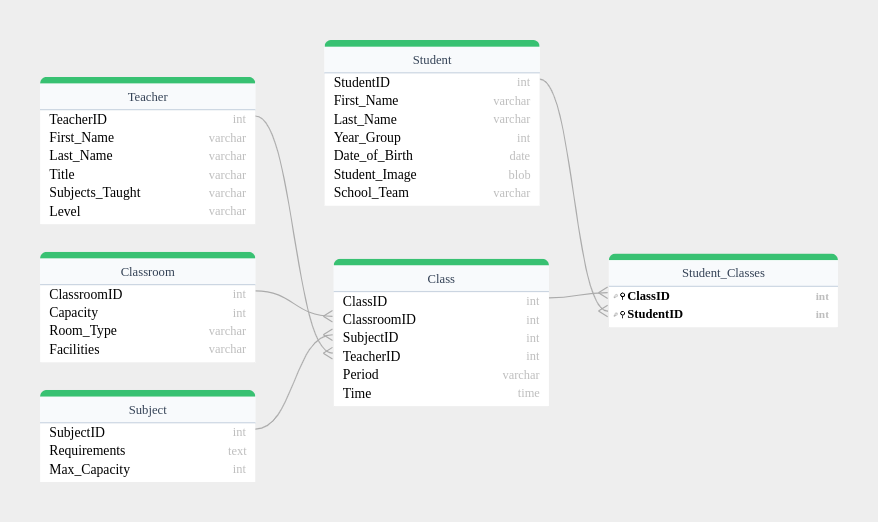 Teacher
TeacherID int
First_Name varchar
Last_Name varchar
Title varchar
Subjects_Taught varchar
Level varchar
Classroom
ClassroomID int
Capacity int
Room_Type varchar
Facilities varchar
Subject
SubjectID int
Requirements text
Max_Capacity int
Student
StudentID int
First_Name varchar
Last_Name varchar
Year_Group int
Date_of_Birth date
Student_Image blob
School_Team varchar
Class
ClassID int
ClassroomID int
SubjectID int
TeacherID int
Period varchar
Time time
Student_Classes
ClassID int
StudentID int